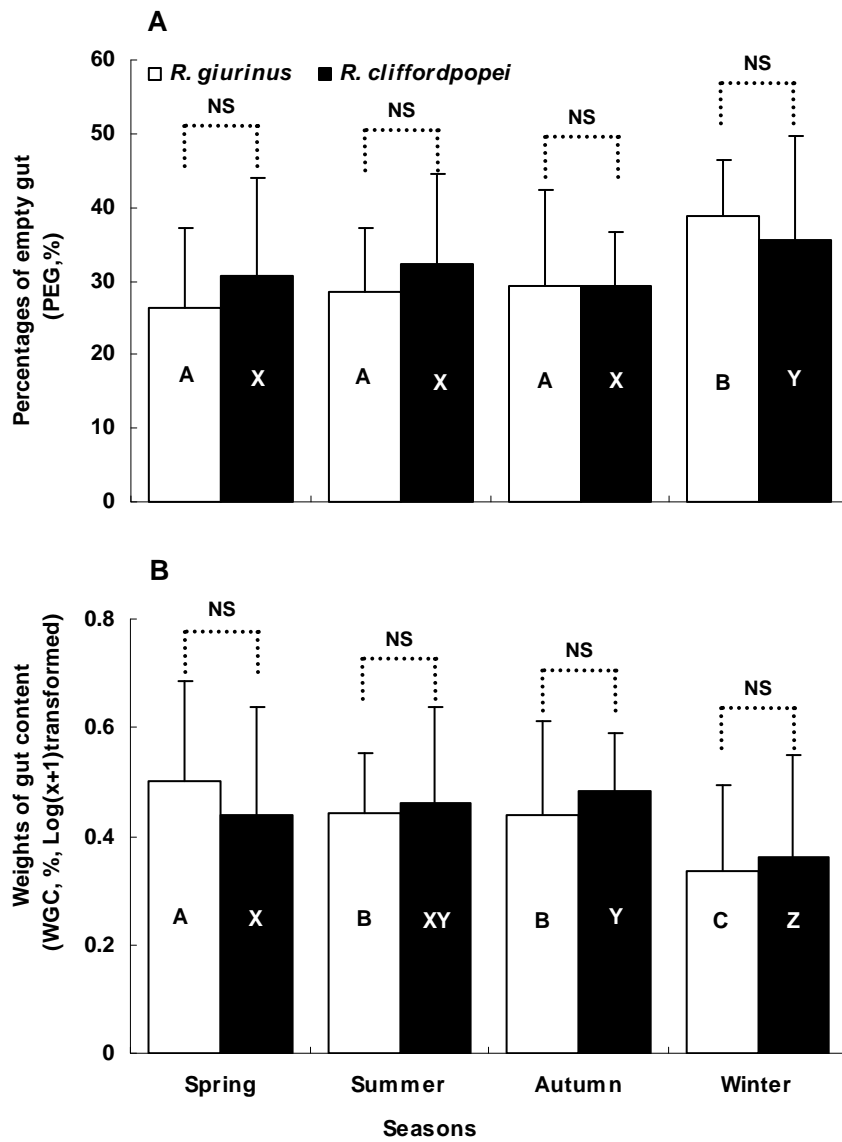 A
R. giurinus R. cliffordpopei
Percentages of empty gut
(PEG,%)
60
50
40
30
20
10
0
NS NS NS NS
A X A X A X B Y
B
Weights of gut content
(WGC, %, Log(x+1)transformed)
0.8
0.6
0.4
0.2
0
NS NS NS NS
A X B XY B Y C Z
Spring Summer Autumn Winter
Seasons